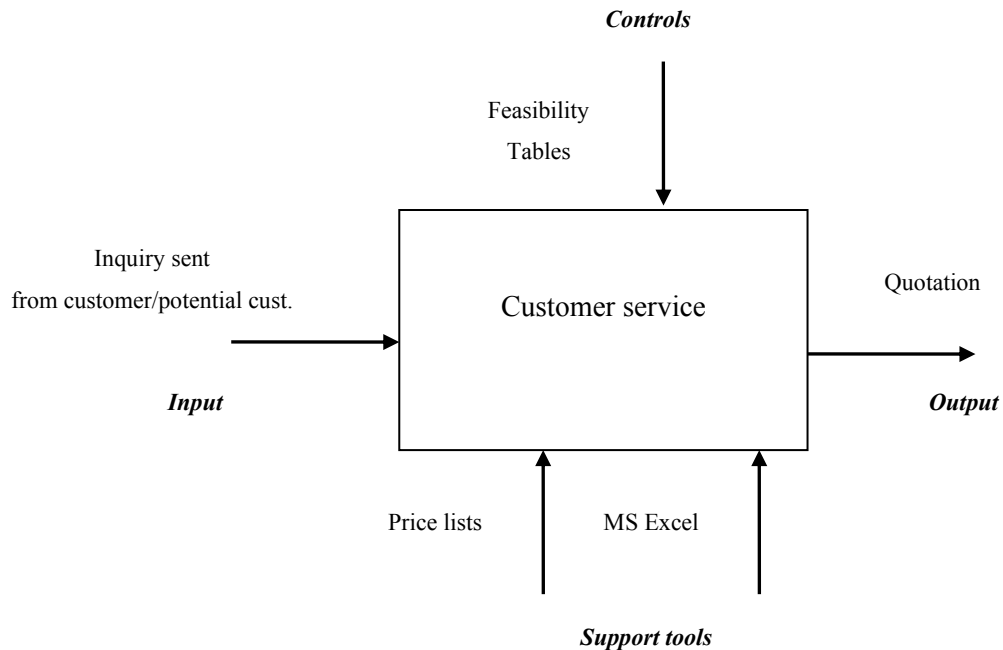 Controls
Feasibility
Tables
Inquiry sent
from customer/potential cust.
Customer service
Quotation
Input
Output
Price lists
MS Excel
Support tools